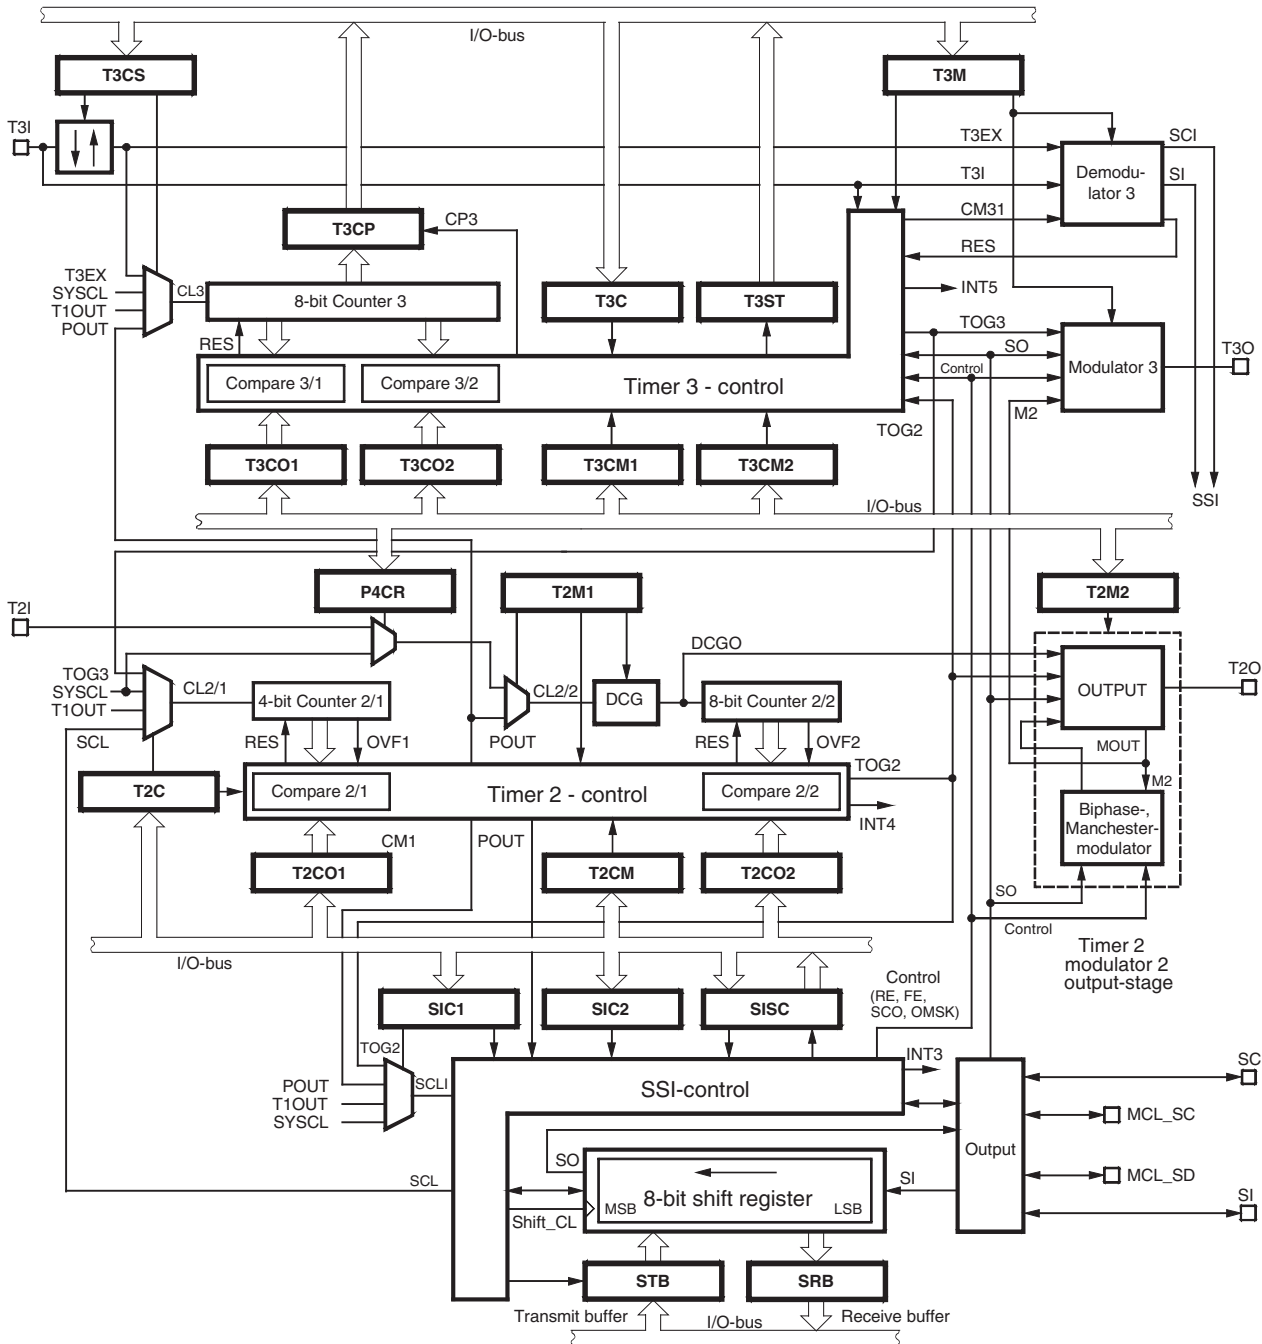 I/O-bus
T3CS
T3M
T3I
T3EX
SCI
T3I
Demodu-
lator 3
SI
CM31
T3CP
CP3
RES
T3EX
SYSCL
T1OUT
POUT
CL3
8-bit Counter 3
T3C
T3ST
INT5
RES
TOG3
SO
Control
Modulator 3
T3O
Compare 3/1
Compare 3/2
Timer 3 - control
M2
TOG2
T3CO1
T3CO2
T3CM1
T3CM2
SSI
I/O-bus
P4CR
T2M1
T2M2
T2I
DCGO
TOG3
SYSCL
T1OUT
SCL
CL2/1
4-bit Counter 2/1
CL2/2
DCG
8-bit Counter 2/2
OUTPUT
T2O
POUT
RES
OVF1
RES
OVF2
MOUT
TOG2
M2
T2C
Compare 2/1
Timer 2 - control
Compare 2/2
INT4
Biphase-,
Manchester-
modulator
CM1
POUT
T2CO1
T2CM
T2CO2
SO
Control
I/O-bus
Timer 2
modulator 2
output-stage
Control
(RE, FE,
SCO, OMSK)
SIC1
SIC2
SISC
TOG2
INT3
POUT
T1OUT
SYSCL
SCLI
SSI-control
SC
MCL_SC
Output
SO
SCL
8-bit shift register
MSB
LSB
SI
MCL_SD
SI
Shift_CL
STB
SRB
Transmit buffer
I/O-bus
Receive buffer